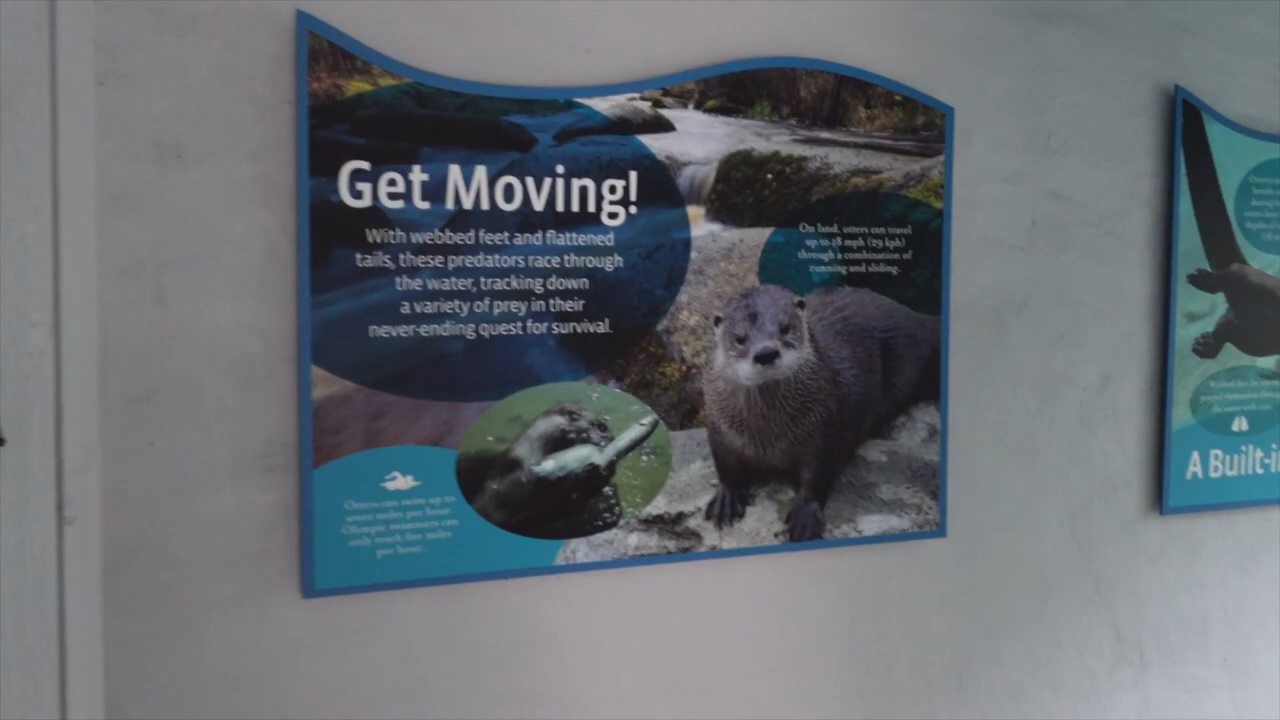 Get Moving!
With webbed feet and flattened
tails, these predators race through
the water, tracking down
a variety of prey in their
never-ending quest for survival.
On land, otters can travel
up to 18 mph (29 kph)
through a combination of
running and sliding.
Otters can swim up to
seven miles per hour.
Olympic swimmers can
only reach five miles
per hour.
A Built-i